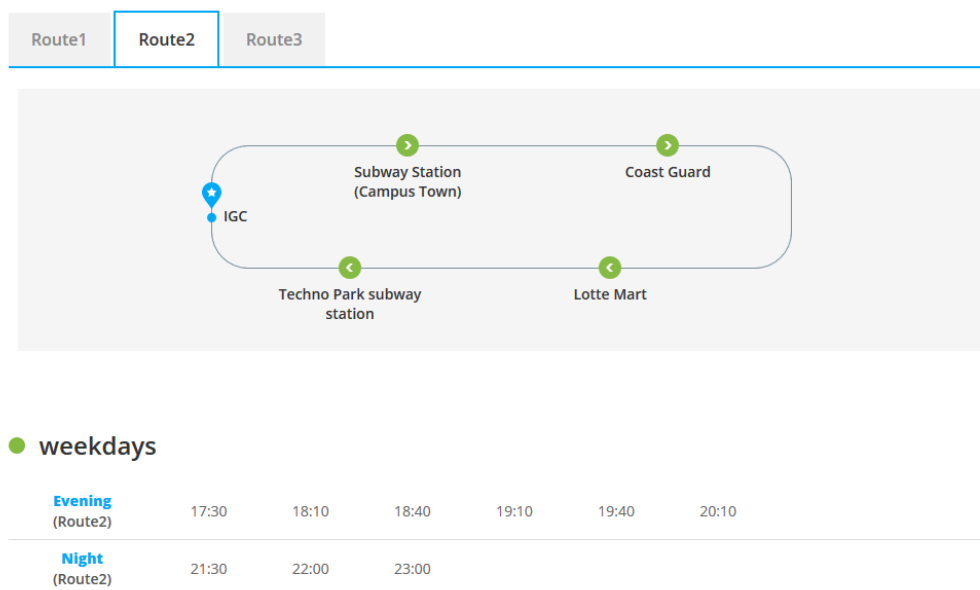 Route1 Route2 Route3
Subway Station
(Campus Town)
Coast Guard
IGC
Techno Park subway
station
Lotte Mart
weekdays
Evening
(Route2)
17:30 18:10 18:40 19:10 19:40 20:10
Night
(Route2)
21:30 22:00 23:00